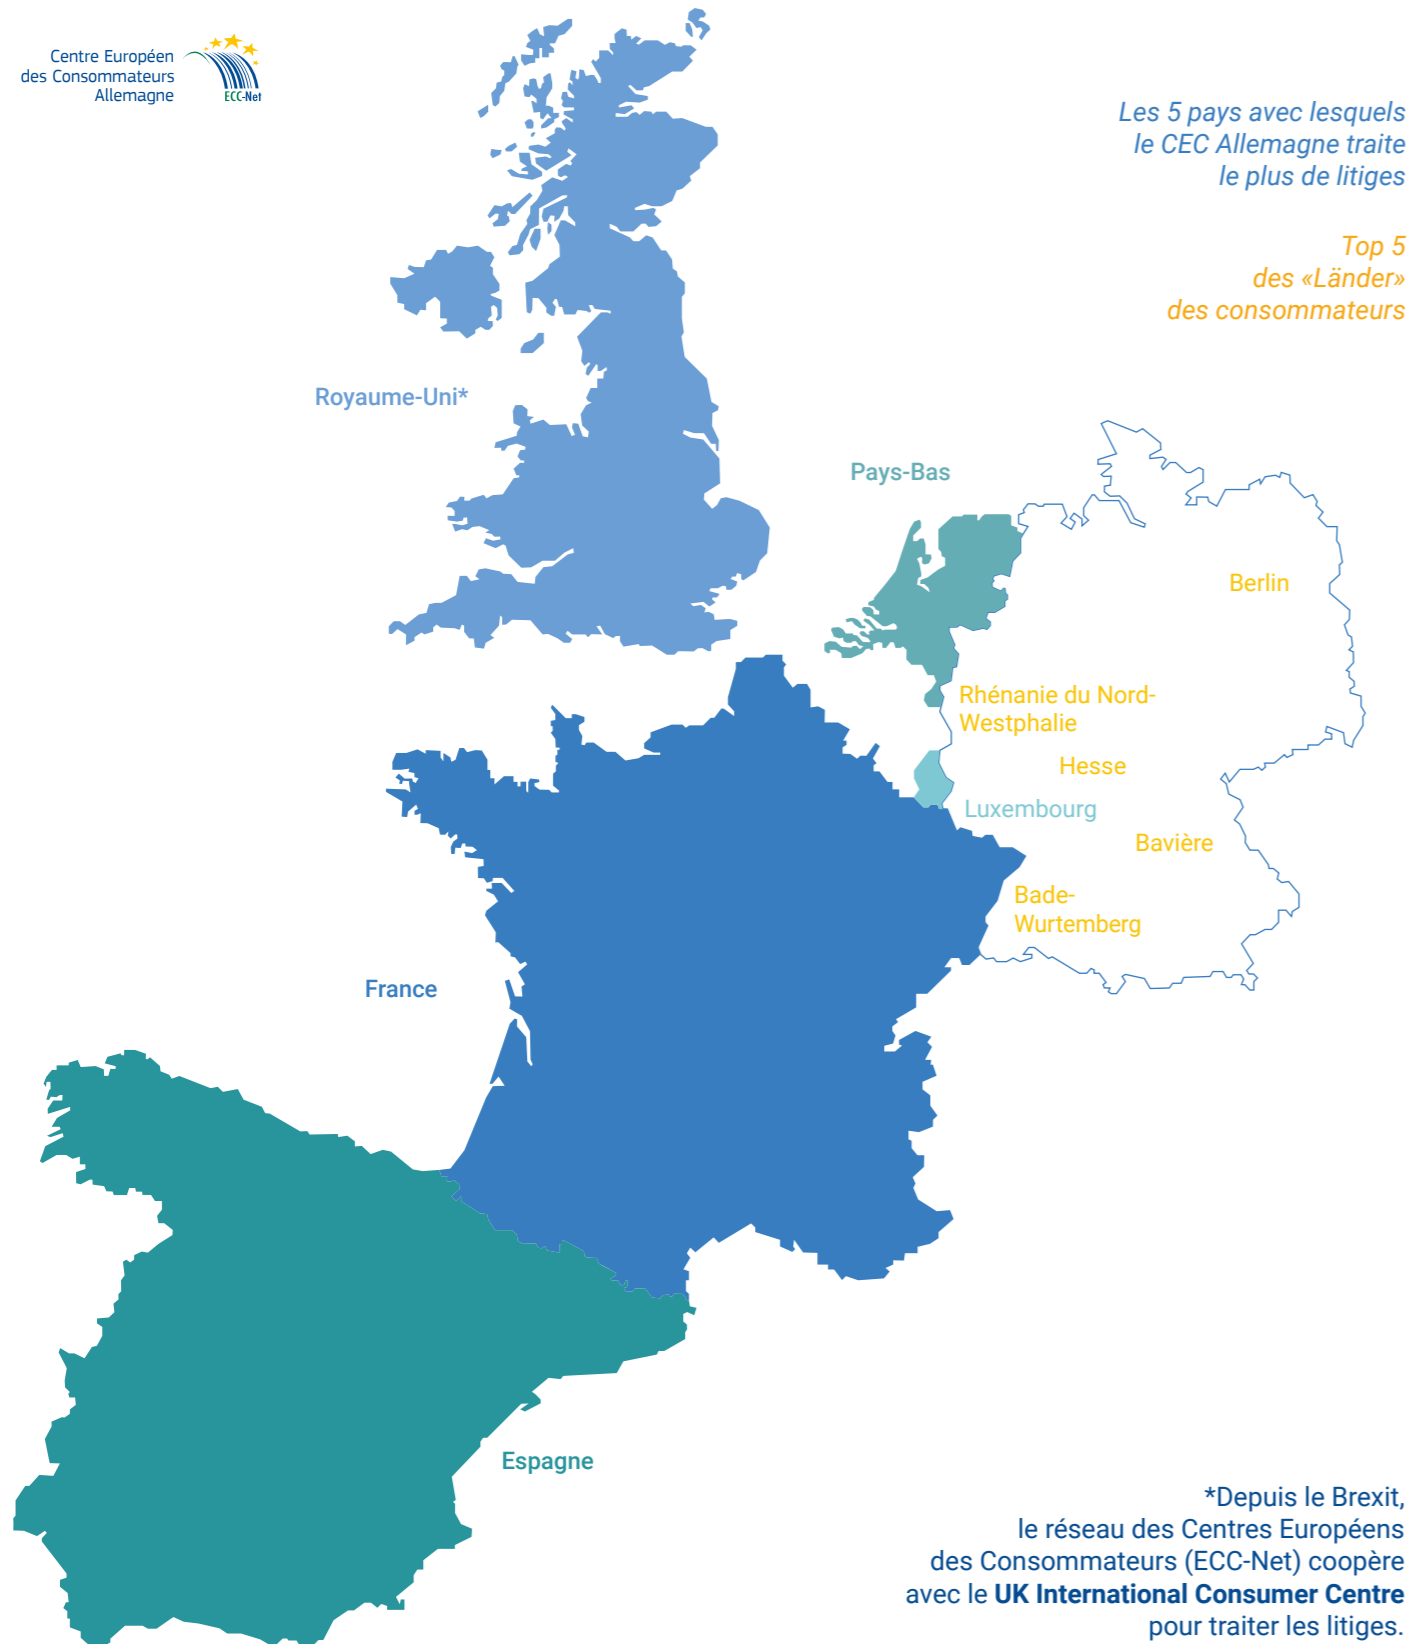 Centre Européen
des Consommateurs
Allemagne
ECC-Net
Les 5 pays avec lesquels
le CEC Allemagne traite
le plus de litiges
Top 5
des «Länder»
des consommateurs
Royaume-Uni*
Pays-Bas
Berlin
Rhénanie du Nord-
Westphalie
Hesse
Luxembourg
Bavière
Bade-
Wurtemberg
France
Espagne
*Depuis le Brexit,
le réseau des Centres Européens
des Consommateurs (ECC-Net) coopère
avec le UK International Consumer Centre
pour traiter les litiges.